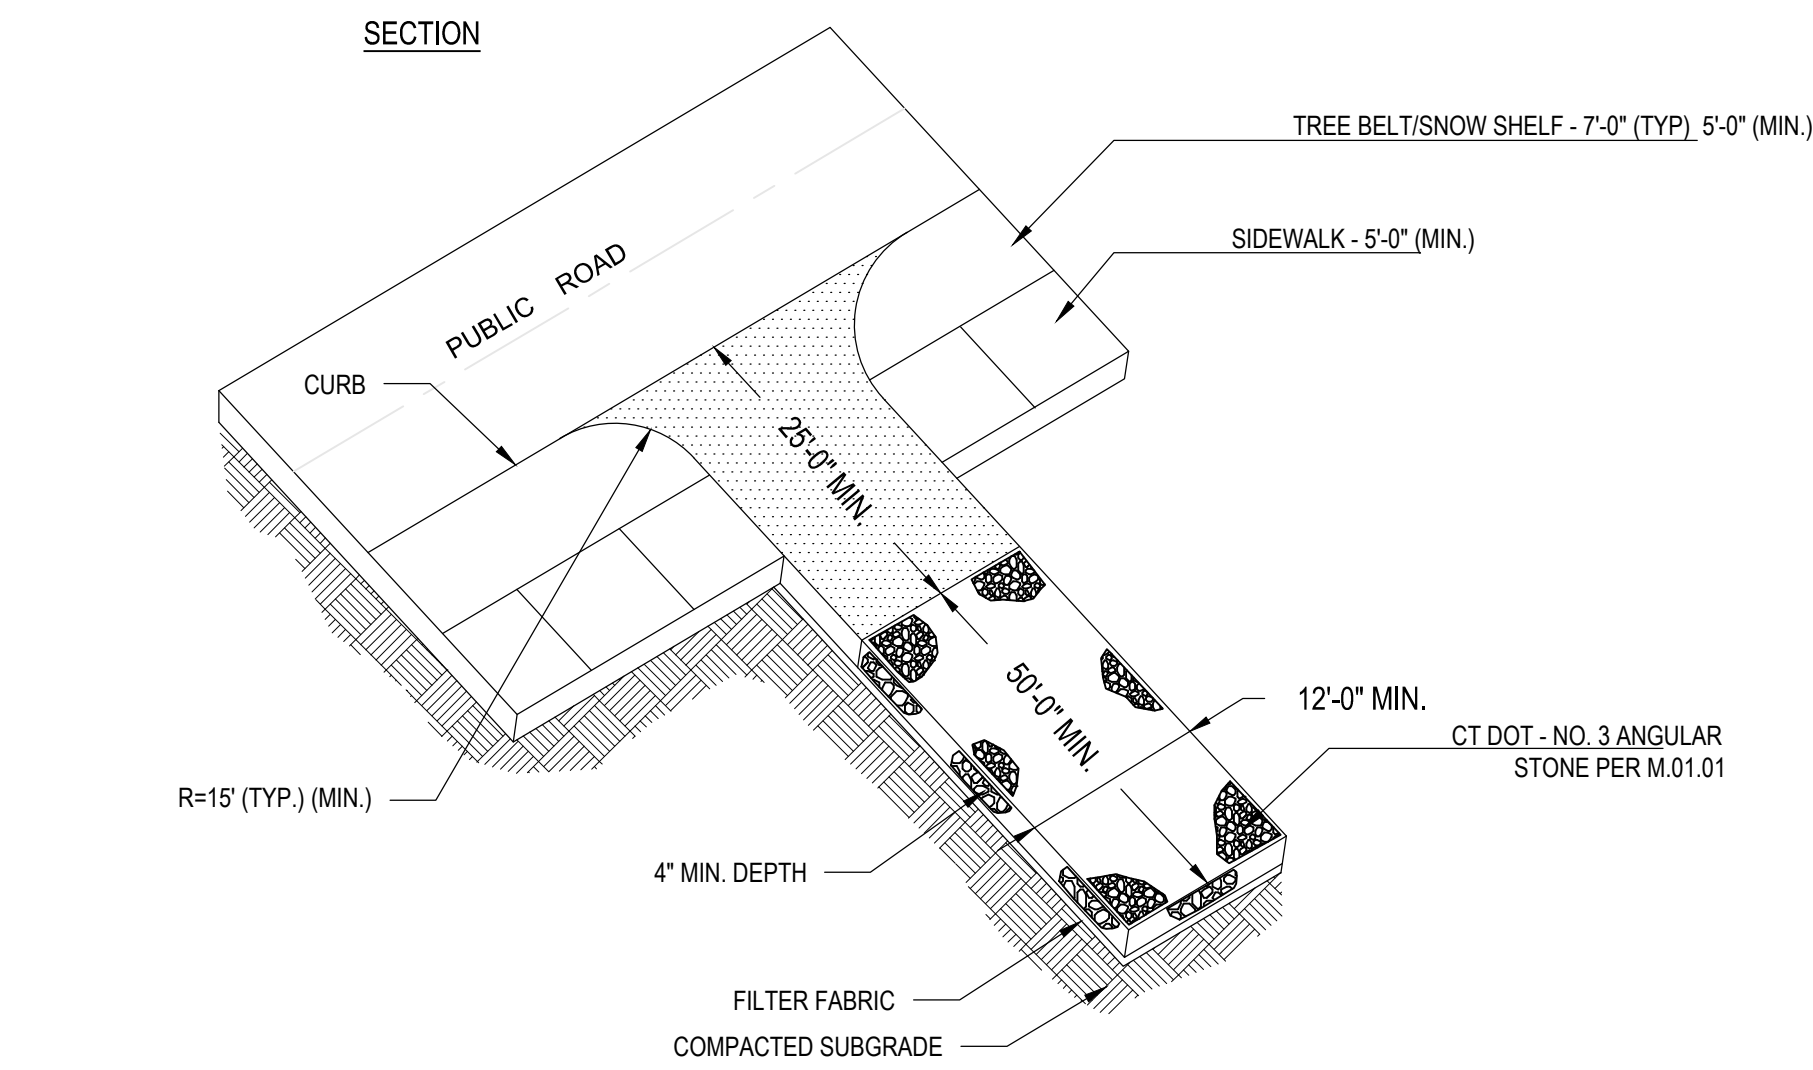 SECTION
TREE BELT/SNOW SHELF - 7'-0" (TYP) 5'-0" (MIN.)
SIDEWALK - 5'-0" (MIN.)
PUBLIC ROAD
CURB
25'-0" MIN.
50'-0" MIN.
12'-0" MIN.
CT DOT - NO. 3 ANGULAR
STONE PER M.01.01
R=15' (TYP.) (MIN.)
4" MIN. DEPTH
FILTER FABRIC
COMPACTED SUBGRADE